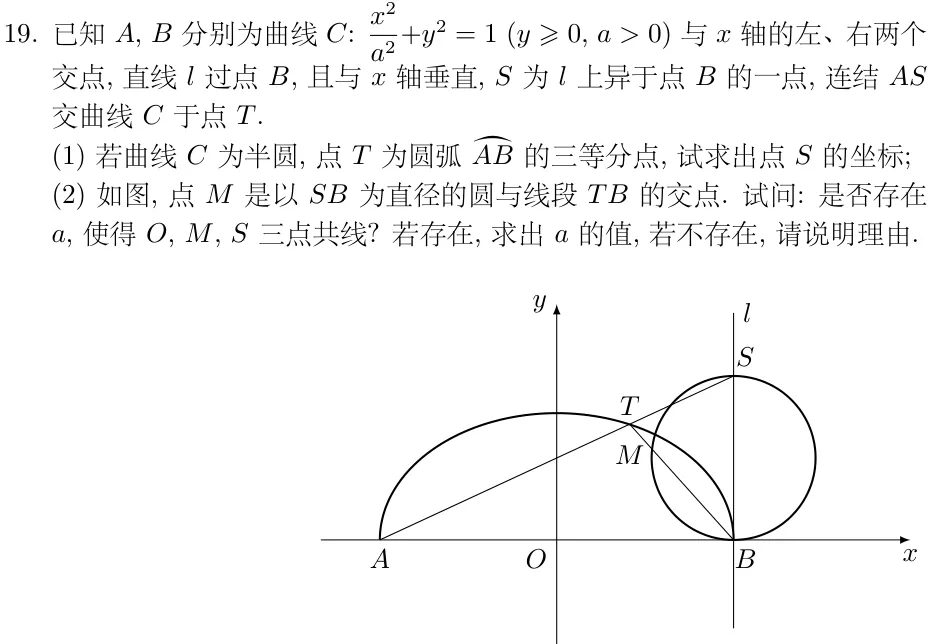 19. 已知 A, B 分别为曲线 C: x²/a²+y² = 1 (y ⩾ 0, a > 0) 与 x 轴的左、右两个
交点, 直线 l 过点 B, 且与 x 轴垂直, S 为 l 上异于点 B 的一点, 连结 AS
交曲线 C 于点 T.
(1) 若曲线 C 为半圆, 点 T 为圆弧 A͡B 的三等分点, 试求出点 S 的坐标;
(2) 如图, 点 M 是以 SB 为直径的圆与线段 TB 的交点. 试问: 是否存在
a, 使得 O, M, S 三点共线? 若存在, 求出 a 的值, 若不存在, 请说明理由.
y
l
S
T
M
A
O
B
x